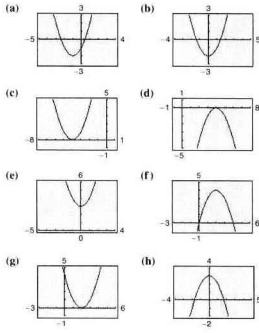 (a) 3 -5 4 -3
(b) 3 -4 5 -3
(c) 5 -8 1 -1
(d) 1 -1 8 -5
(e) 6 -5 4 0
(f) 5 -3 6 -1
(g) 5 -3 6 -1
(h) 4 -4 5 -2